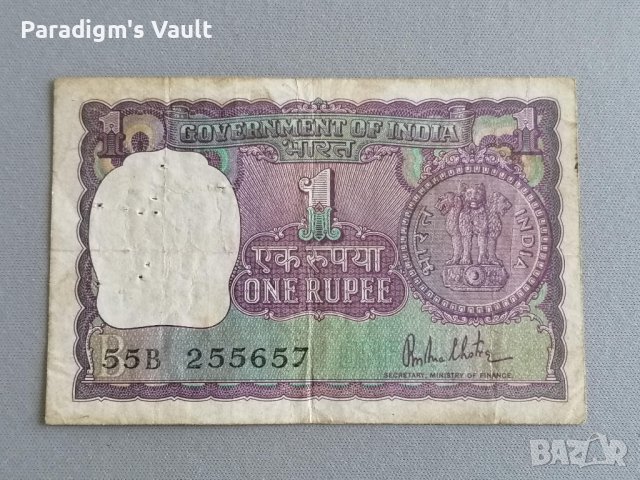 Paradigm's Vault
1 1
GOVERNMENT OF INDIA
भारत
1
एक रुपया
ONE RUPEE
भारत INDIA
B
55B 255657
SECRETARY, MINISTRY OF FINANCE.
BAZAR